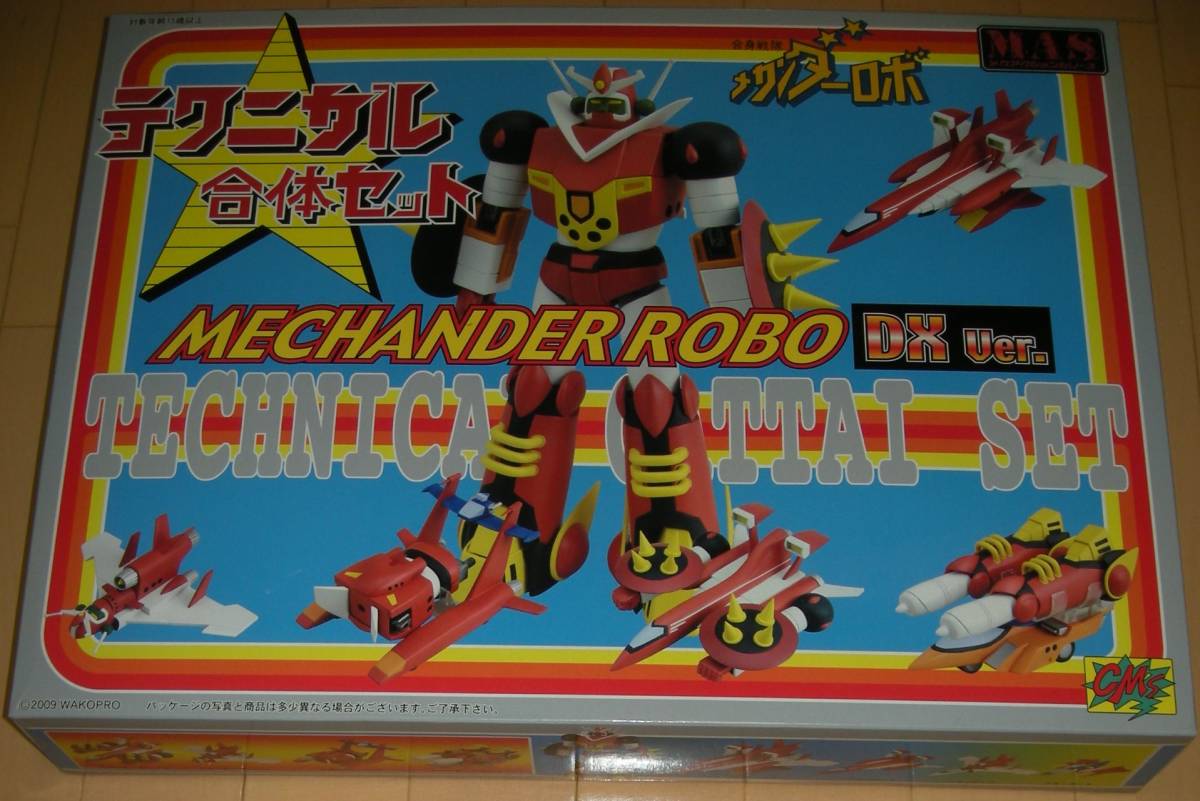 対象年齢15歳以上
テクニカル
合体セット
合身戦隊
メカンダーロボ
M.A.S
MECHANDER ROBO
DX Ver.
TECHNICA TTAI SET
CMs
©2009 WAKOPRO
パッケージの写真と商品は多少異なる場合がございます。ご了承下さい。